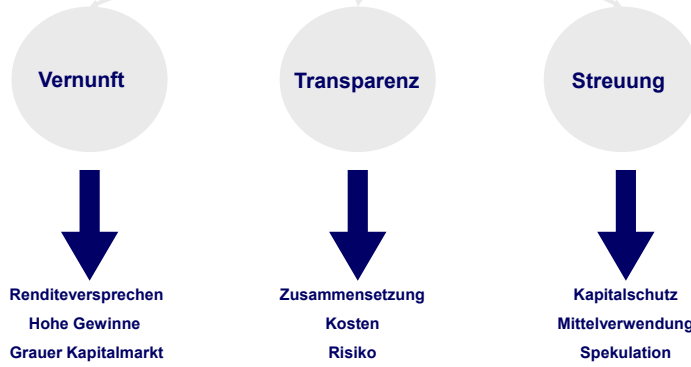 Vernunft
Transparenz
Streuung
Renditeversprechen
Hohe Gewinne
Grauer Kapitalmarkt
Zusammensetzung
Kosten
Risiko
Kapitalschutz
Mittelverwendung
Spekulation